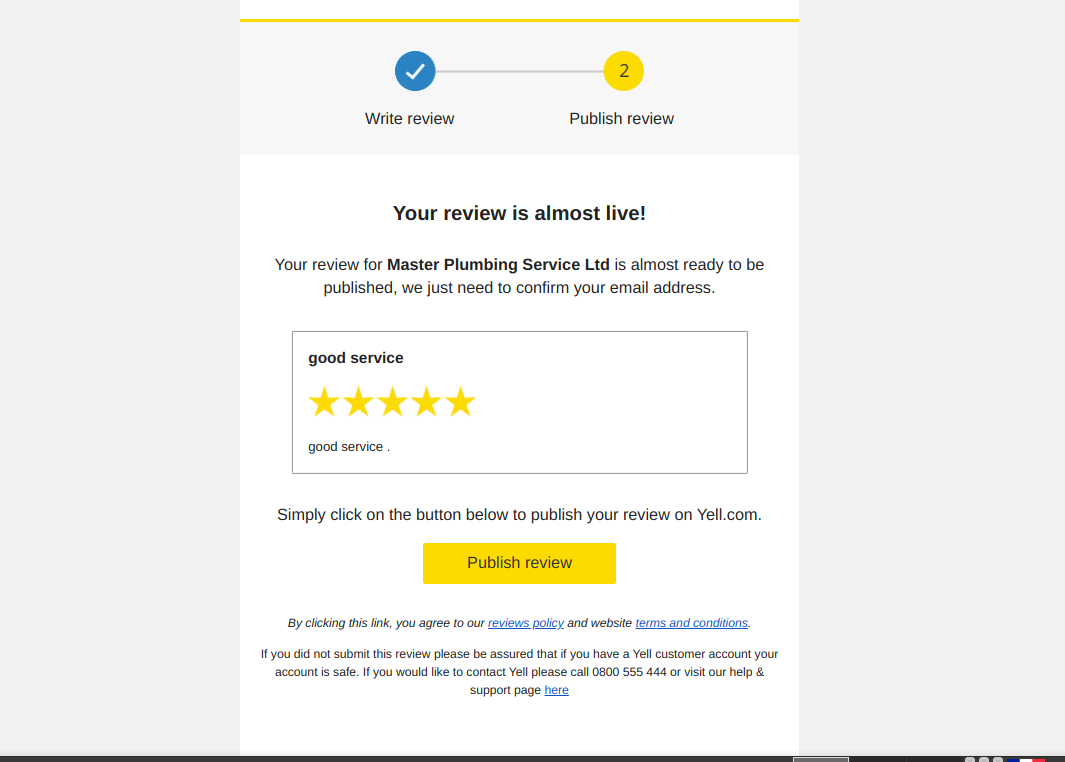 2
Write review
Publish review
Your review is almost live!
Your review for Master Plumbing Service Ltd is almost ready to be
published, we just need to confirm your email address.
good service
good service .
Simply click on the button below to publish your review on Yell.com.
Publish review
By clicking this link, you agree to our reviews policy and website terms and conditions.
If you did not submit this review please be assured that if you have a Yell customer account your
account is safe. If you would like to contact Yell please call 0800 555 444 or visit our help &
support page here